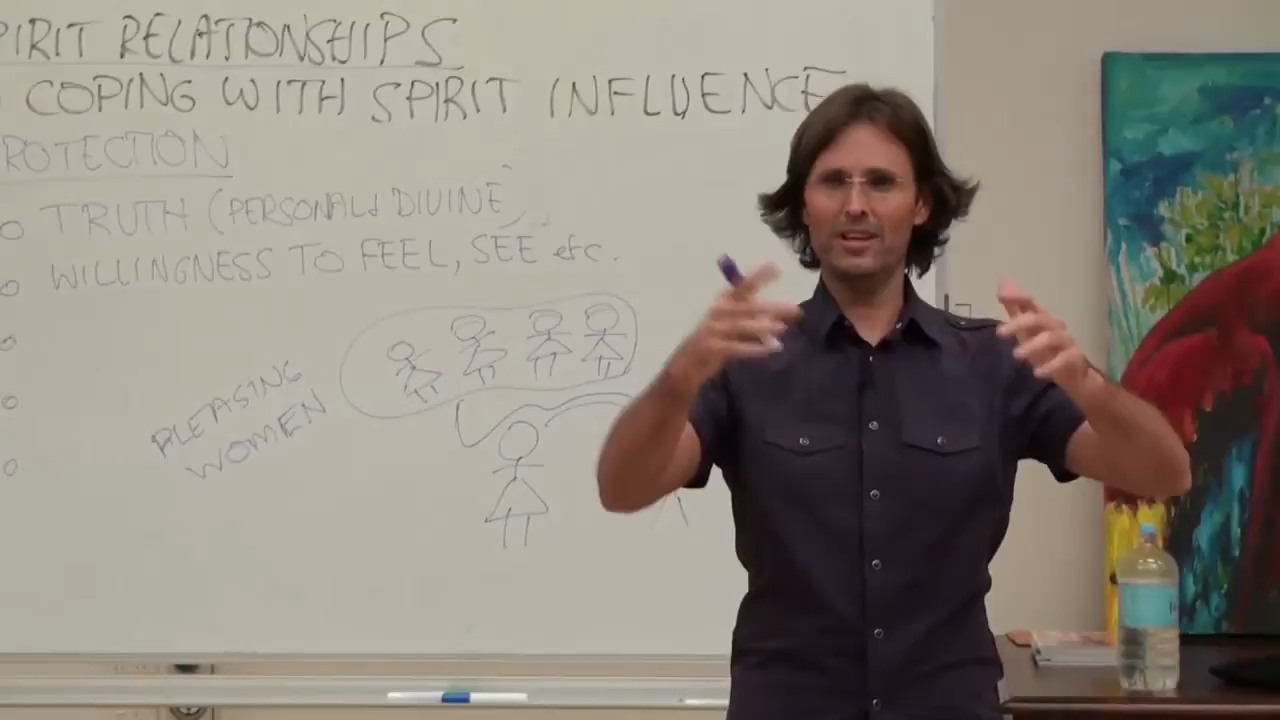 PIRIT RELATIONSHIPS
COPING WITH SPIRIT INFLUENCE
ROTECTION
TRUTH (PERSONAL & DIVINE)
WILLINGNESS TO FEEL, SEE etc.
PLEASING
WOMEN